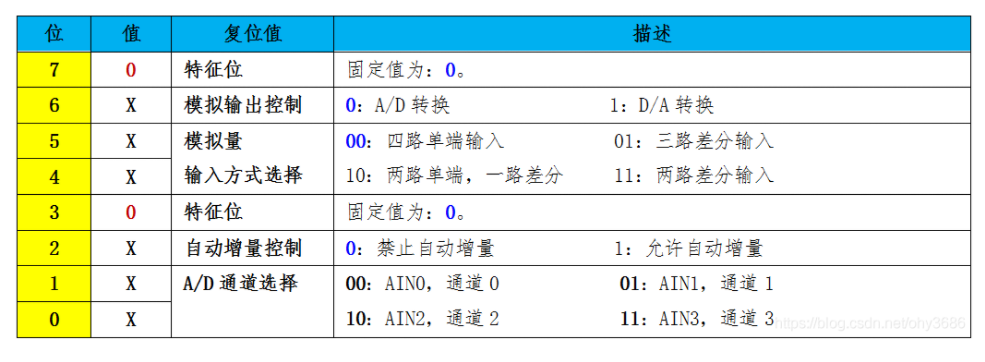 位 值 复位值 描述
7 0 特征位 固定值为：0。
6 X 模拟输出控制 0：A/D 转换 1：D/A 转换
5 X 模拟量 00：四路单端输入 01：三路差分输入
4 X 输入方式选择 10：两路单端，一路差分 11：两路差分输入
3 0 特征位 固定值为：0。
2 X 自动增量控制 0：禁止自动增量 1：允许自动增量
1 X A/D 通道选择 00：AIN0，通道 0 01：AIN1，通道 1
0 X 10：AIN2，通道 2 11：AIN3，通道 3
https://blog.csdn.net/ohy3686